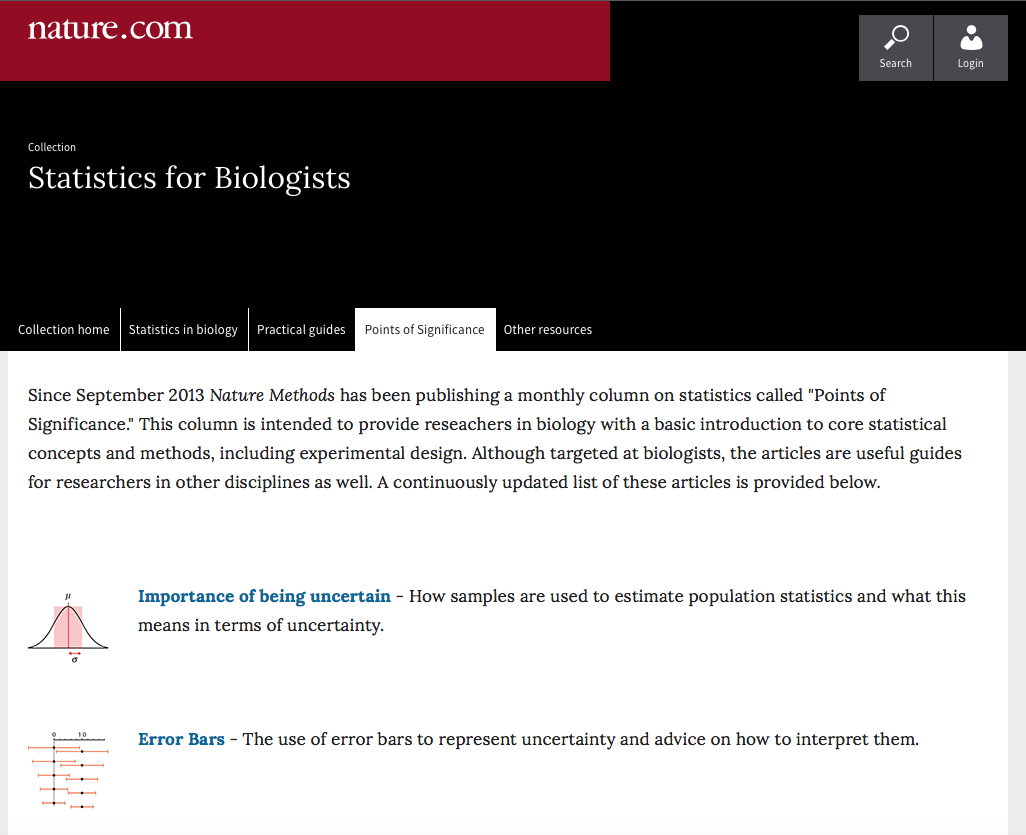 nature.com
Search
Login
Collection
Statistics for Biologists
Collection home
Statistics in biology
Practical guides
Points of Significance
Other resources
Since September 2013 Nature Methods has been publishing a monthly column on statistics called "Points of
Significance." This column is intended to provide reseachers in biology with a basic introduction to core statistical
concepts and methods, including experimental design. Although targeted at biologists, the articles are useful guides
for researchers in other disciplines as well. A continuously updated list of these articles is provided below.
μ
σ
Importance of being uncertain - How samples are used to estimate population statistics and what this
means in terms of uncertainty.
0 1.0
Error Bars - The use of error bars to represent uncertainty and advice on how to interpret them.